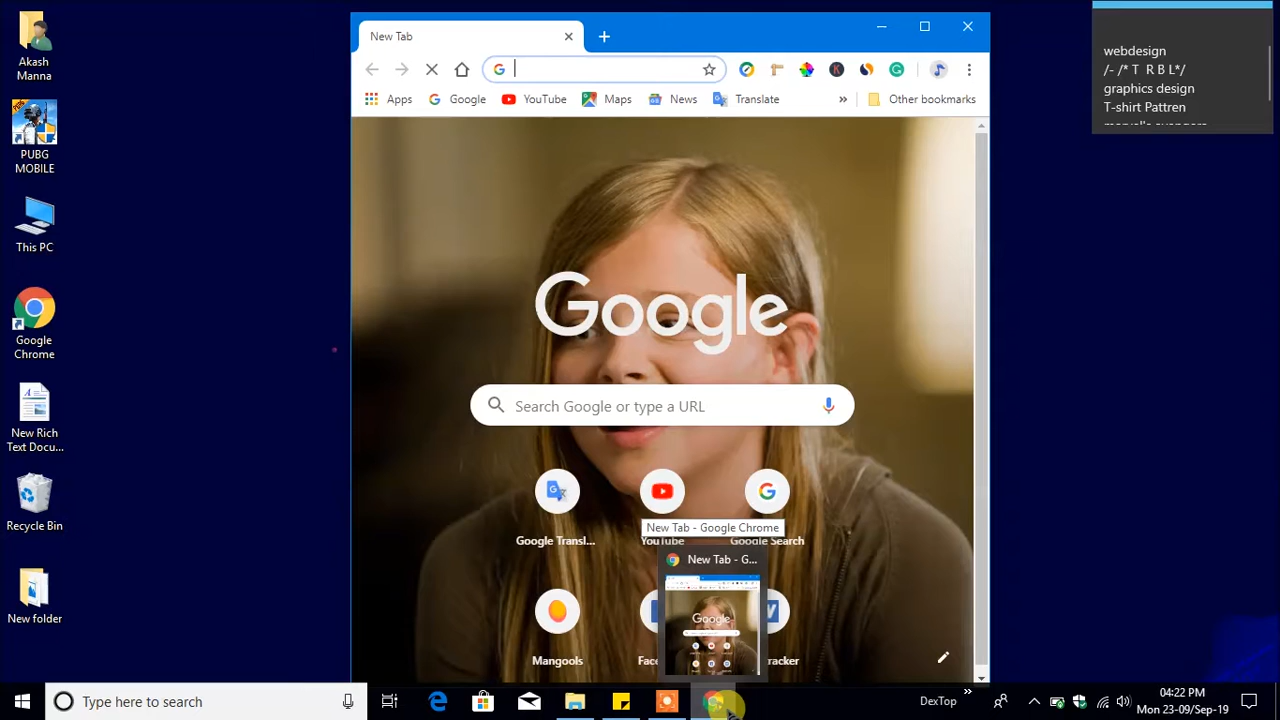 Akash
Manna
PUBG
MOBILE
This PC
Google
Chrome
New Rich
Text Docu...
Recycle Bin
New folder
New Tab
Apps
Google
YouTube
Maps
News
Translate
»
Other bookmarks
Google
Search Google or type a URL
Google Transl...
YouTube
Google Search
New Tab - Google Chrome
New Tab - G...
Google
Mangools
webdesign
/- /* T R B L*/
graphics design
T-shirt Pattren
marvel's avengers
Type here to search
DexTop
»
04:22 PM
Mon 23-09/Sep-19